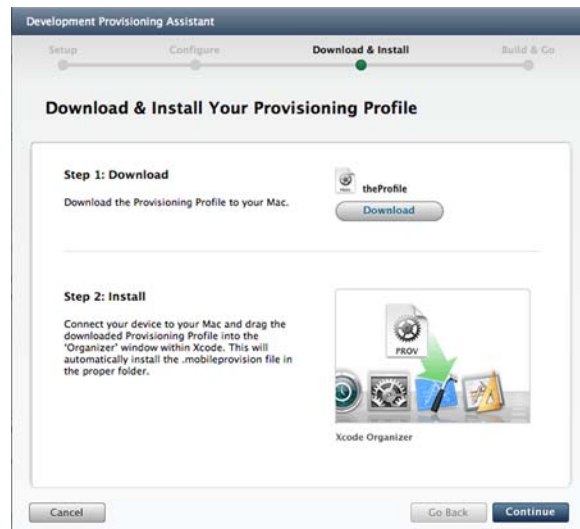 Development Provisioning Assistant
Setup Configure Download & Install Build & Go
Download & Install Your Provisioning Profile
Step 1: Download
Download the Provisioning Profile to your Mac.
PROV
theProfile
Download
Step 2: Install
Connect your device to your Mac and drag the
downloaded Provisioning Profile into the
'Organizer' window within Xcode. This will
automatically install the .mobileprovision file in
the proper folder.
PROV
Xcode Organizer
Cancel Go Back Continue